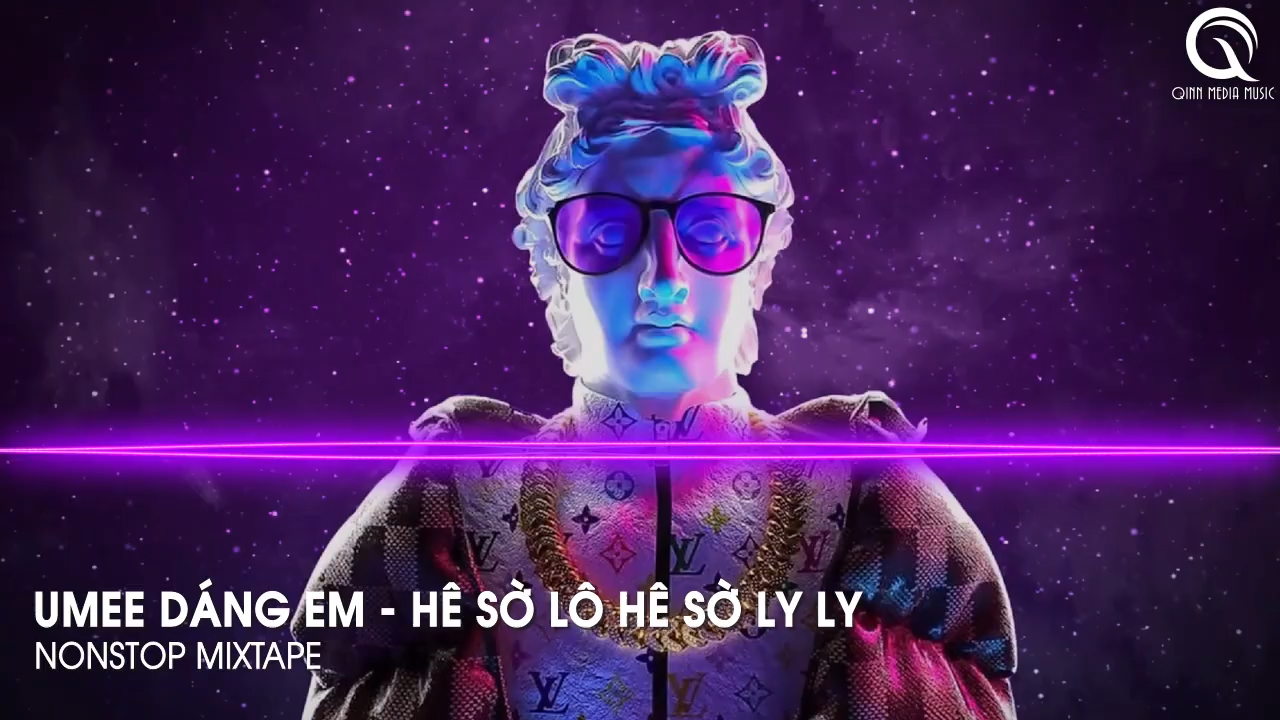 QINN MEDIA MUSIC
UMEE DÁNG EM - HÊ SỜ LÔ HÊ SỜ LY LY
NONSTOP MIXTAPE